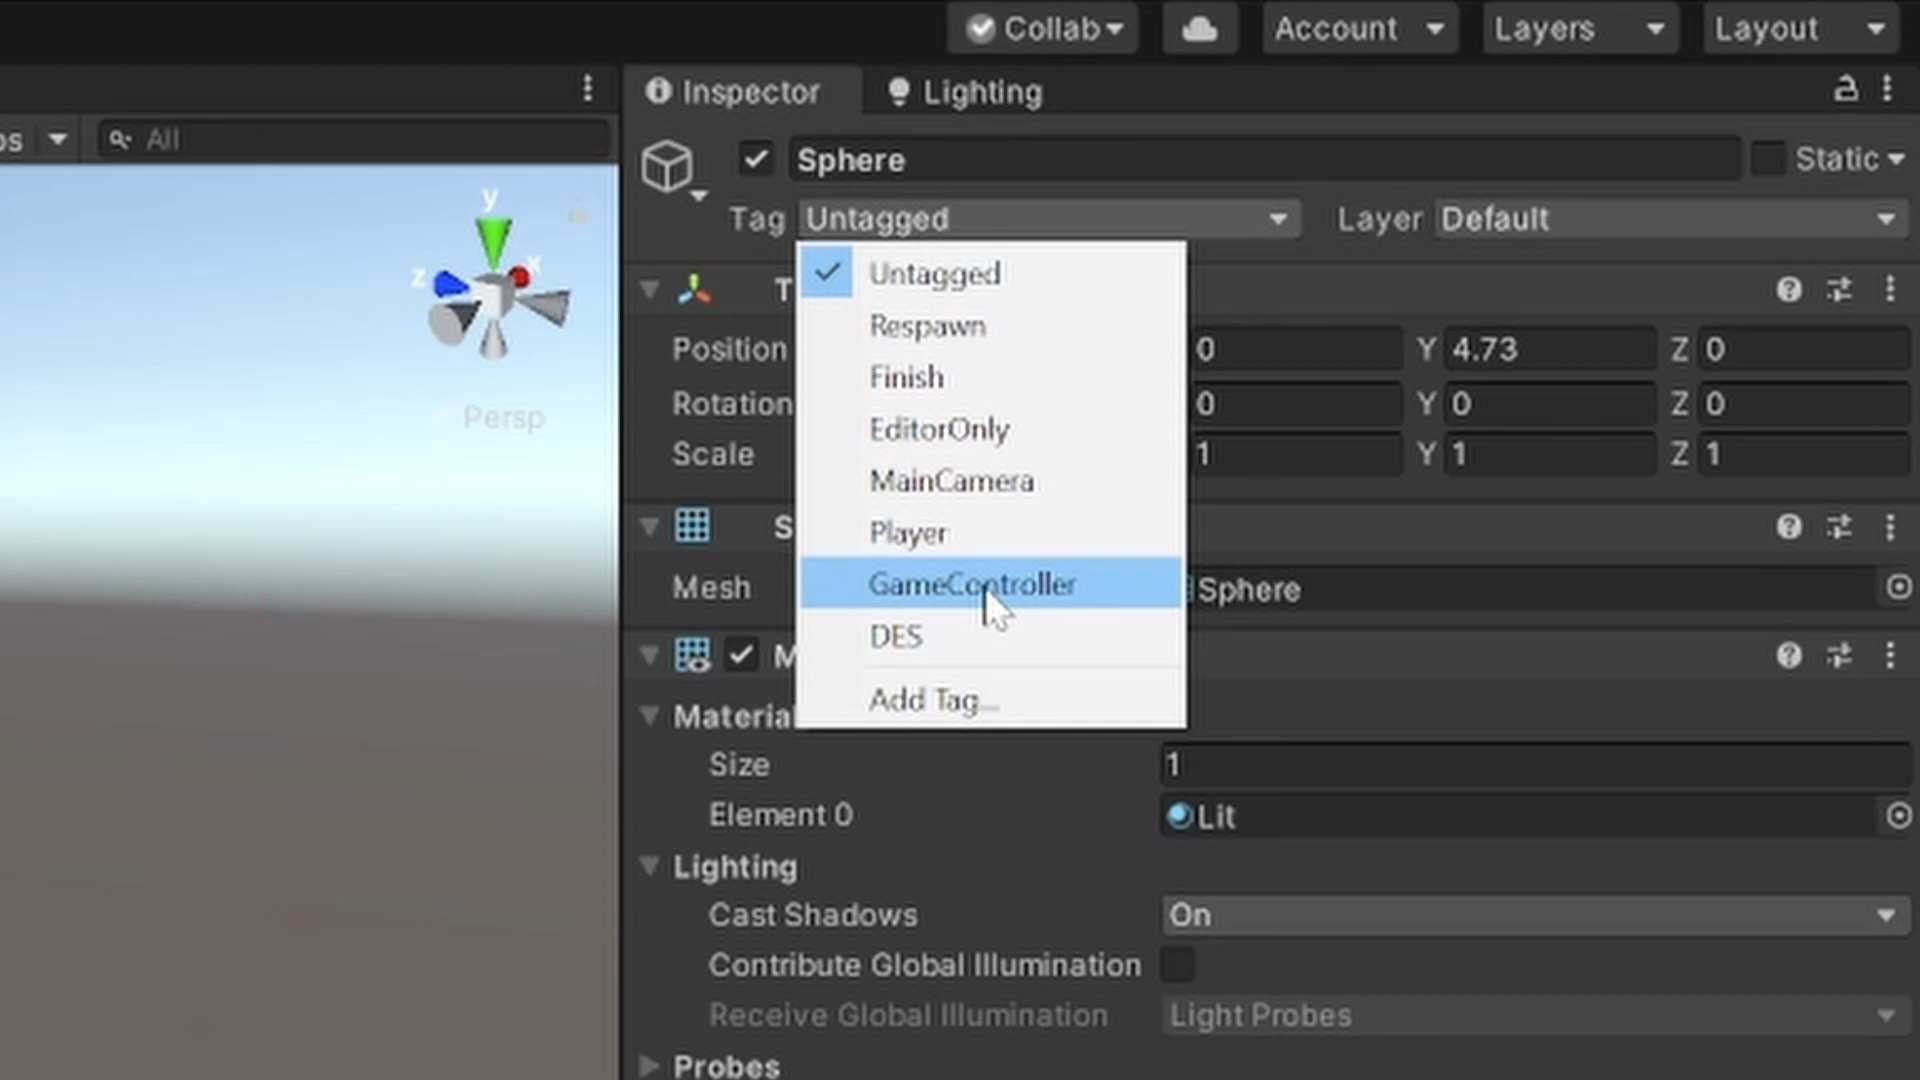 Collab Account Layers Layout
Inspector Lighting
All
Sphere Static
Tag Untagged Layer Default
y
z x
Persp
Untagged
Respawn
Finish
EditorOnly
MainCamera
Player
GameController
DES
Add Tag...
Position 0 Y 4.73 Z 0
Rotation 0 Y 0 Z 0
Scale 1 Y 1 Z 1
Mesh Sphere
Size 1
Element 0 Lit
Lighting
Cast Shadows On
Contribute Global Illumination
Receive Global Illumination Light Probes
Probes